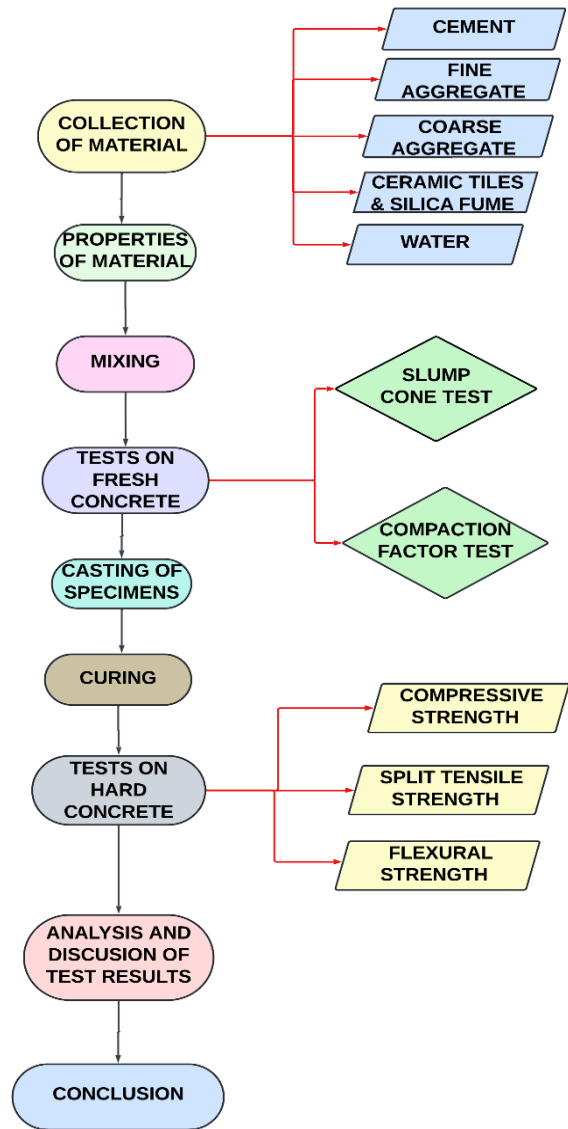 COLLECTION
OF MATERIAL
CEMENT
FINE
AGGREGATE
COARSE
AGGREGATE
CERAMIC TILES
& SILICA FUME
WATER
PROPERTIES
OF MATERIAL
MIXING
TESTS ON
FRESH
CONCRETE
SLUMP
CONE TEST
COMPACTION
FACTOR TEST
CASTING OF
SPECIMENS
CURING
TESTS ON
HARD
CONCRETE
COMPRESSIVE
STRENGTH
SPLIT TENSILE
STRENGTH
FLEXURAL
STRENGTH
ANALYSIS AND
DISCUSION OF
TEST RESULTS
CONCLUSION